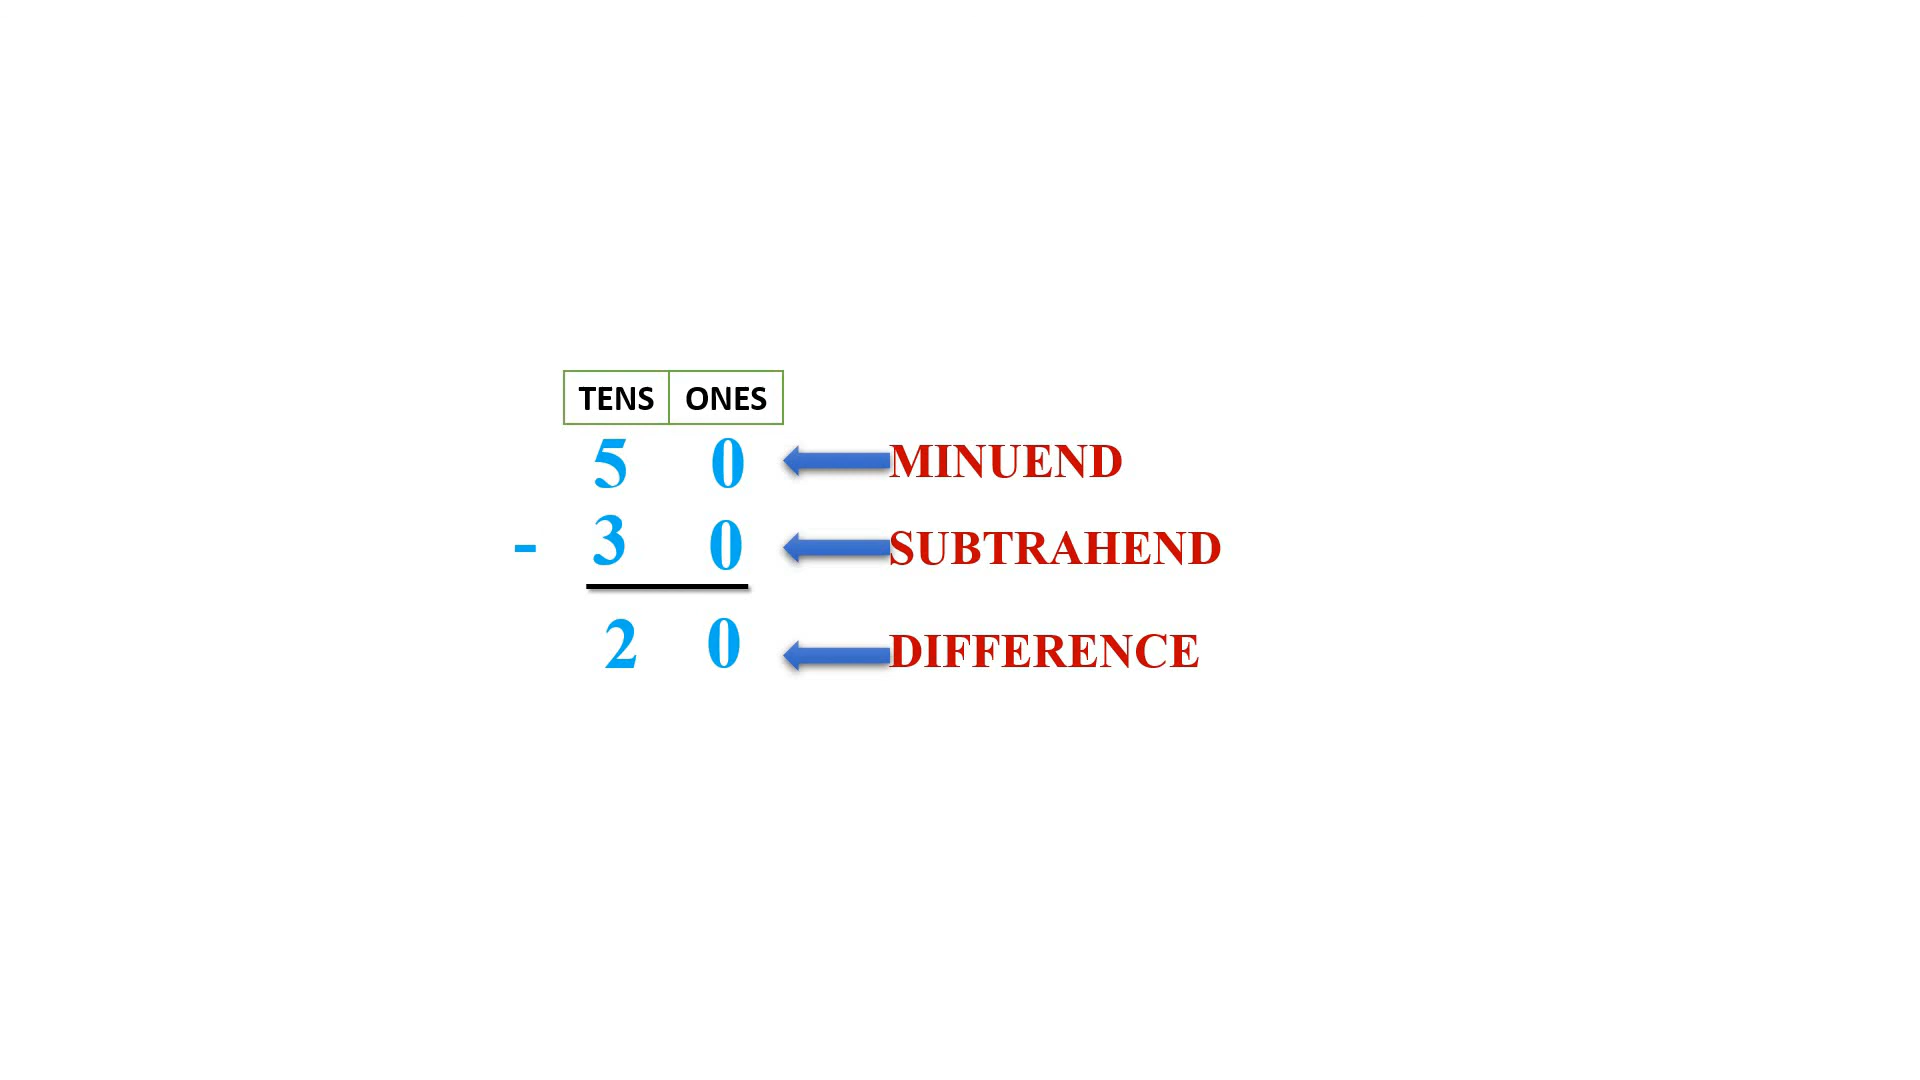 TENS ONES
5 0 MINUEND
- 3 0 SUBTRAHEND
2 0 DIFFERENCE